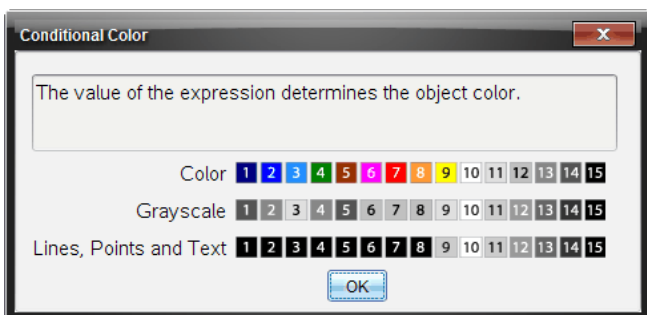 Conditional Color
The value of the expression determines the object color.
Color 1 2 3 4 5 6 7 8 9 10 11 12 13 14 15
Grayscale 1 2 3 4 5 6 7 8 9 10 11 12 13 14 15
Lines, Points and Text 1 2 3 4 5 6 7 8 9 10 11 12 13 14 15
OK